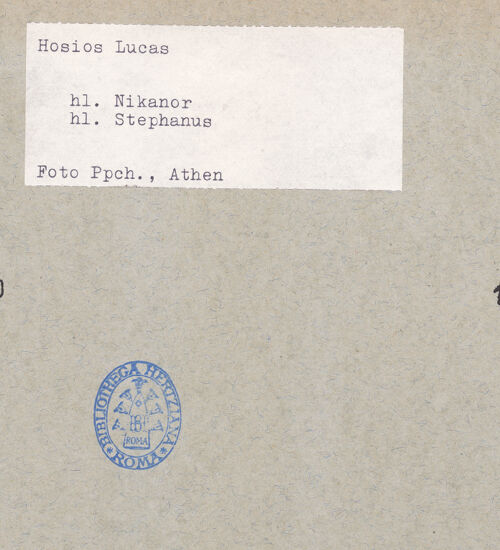 Hosios Lucas
hl. Nikanor
hl. Stephanus
Foto Ppch., Athen
BIBLIOTHECA HERTZIANA
ROMA
* ROMA *